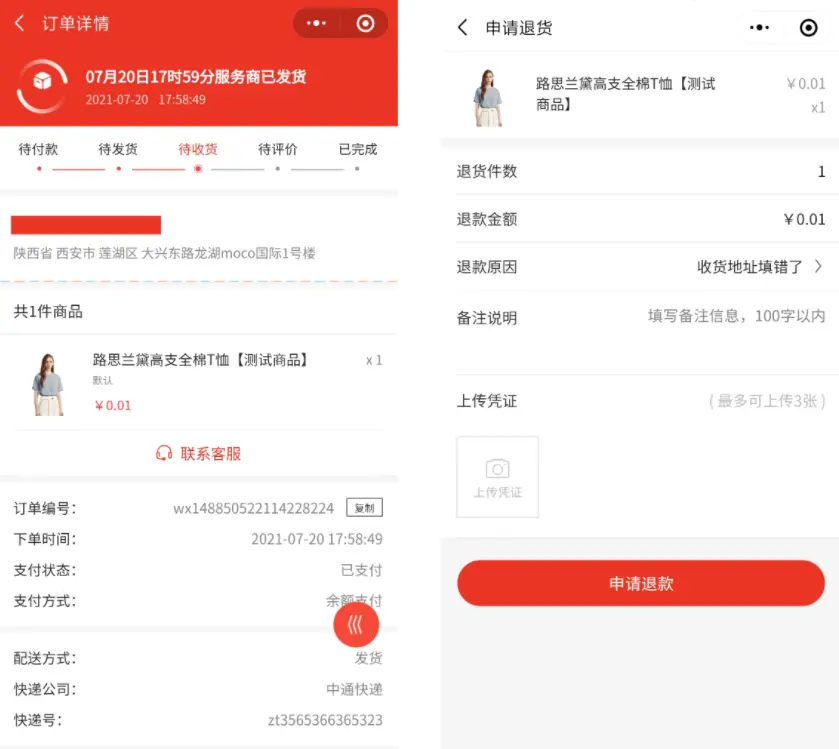 订单详情
07月20日17时59分服务商已发货
2021-07-20 17:58:49
待付款 待发货 待收货 待评价 已完成
陕西省 西安市 莲湖区 大兴东路龙湖moco国际1号楼
共1件商品
路思兰黛高支全棉T恤【测试商品】 x 1
默认
￥0.01
联系客服
订单编号： wx148850522114228224 复制
下单时间： 2021-07-20 17:58:49
支付状态： 已支付
支付方式： 余额支付
配送方式： 发货
快递公司： 中通快递
快递号： zt3565366365323
申请退货
路思兰黛高支全棉T恤【测试 ￥0.01
商品】 x1
退货件数 1
退款金额 ￥0.01
退款原因 收货地址填错了
备注说明 填写备注信息，100字以内
上传凭证 ( 最多可上传3张 )
上传凭证
申请退款